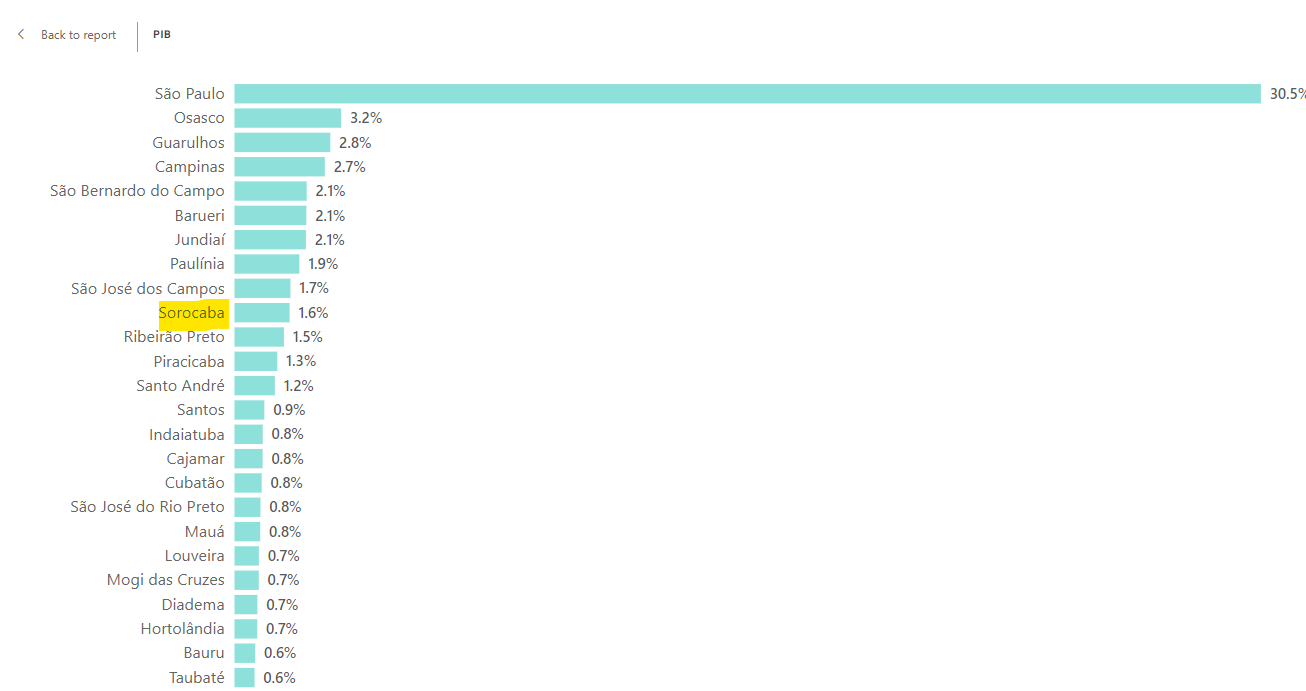 Back to report PIB
São Paulo 30.5%
Osasco 3.2%
Guarulhos 2.8%
Campinas 2.7%
São Bernardo do Campo 2.1%
Barueri 2.1%
Jundiaí 2.1%
Paulínia 1.9%
São José dos Campos 1.7%
Sorocaba 1.6%
Ribeirão Preto 1.5%
Piracicaba 1.3%
Santo André 1.2%
Santos 0.9%
Indaiatuba 0.8%
Cajamar 0.8%
Cubatão 0.8%
São José do Rio Preto 0.8%
Mauá 0.8%
Louveira 0.7%
Mogi das Cruzes 0.7%
Diadema 0.7%
Hortolândia 0.7%
Bauru 0.6%
Taubaté 0.6%